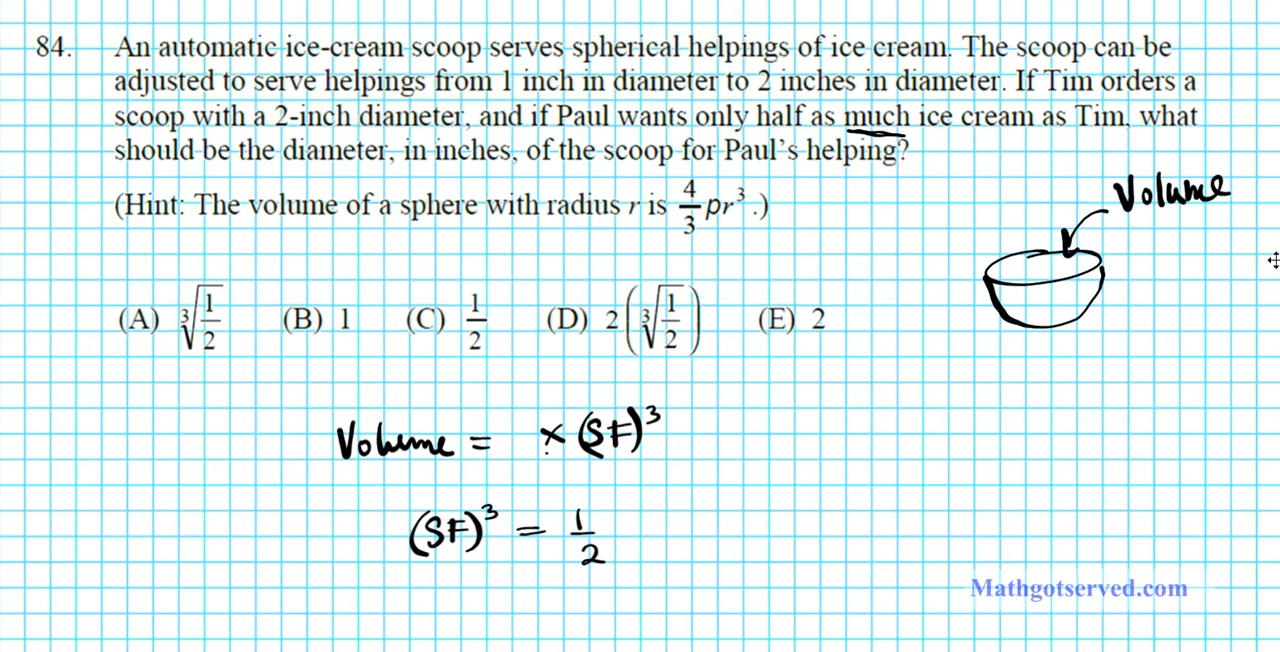 84. An automatic ice-cream scoop serves spherical helpings of ice cream. The scoop can be
adjusted to serve helpings from 1 inch in diameter to 2 inches in diameter. If Tim orders a
scoop with a 2-inch diameter, and if Paul wants only half as much ice cream as Tim, what
should be the diameter, in inches, of the scoop for Paul's helping?
Volume
(Hint: The volume of a sphere with radius r is 4/3 pr³.)
(A) ∛(1/2) (B) 1 (C) 1/2 (D) 2(∛(1/2)) (E) 2
Volume = × (SF)³
(SF)³ = 1/2
Mathgotserved.com